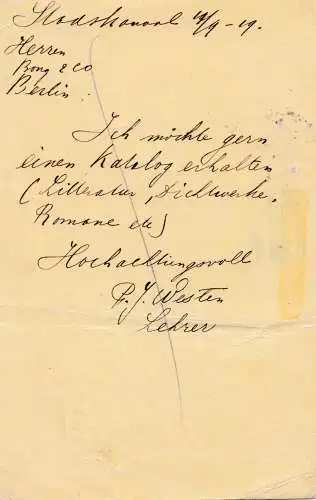 Stadskanaal 14/9-19.
Herren
Bong & Co
Berlin.
Ich möchte gern
einen Katalog erhalten
(Litteratur, Dichtwerke,
Romane etc)
Hochachtungsvoll
P. J. Westen
Lehrer